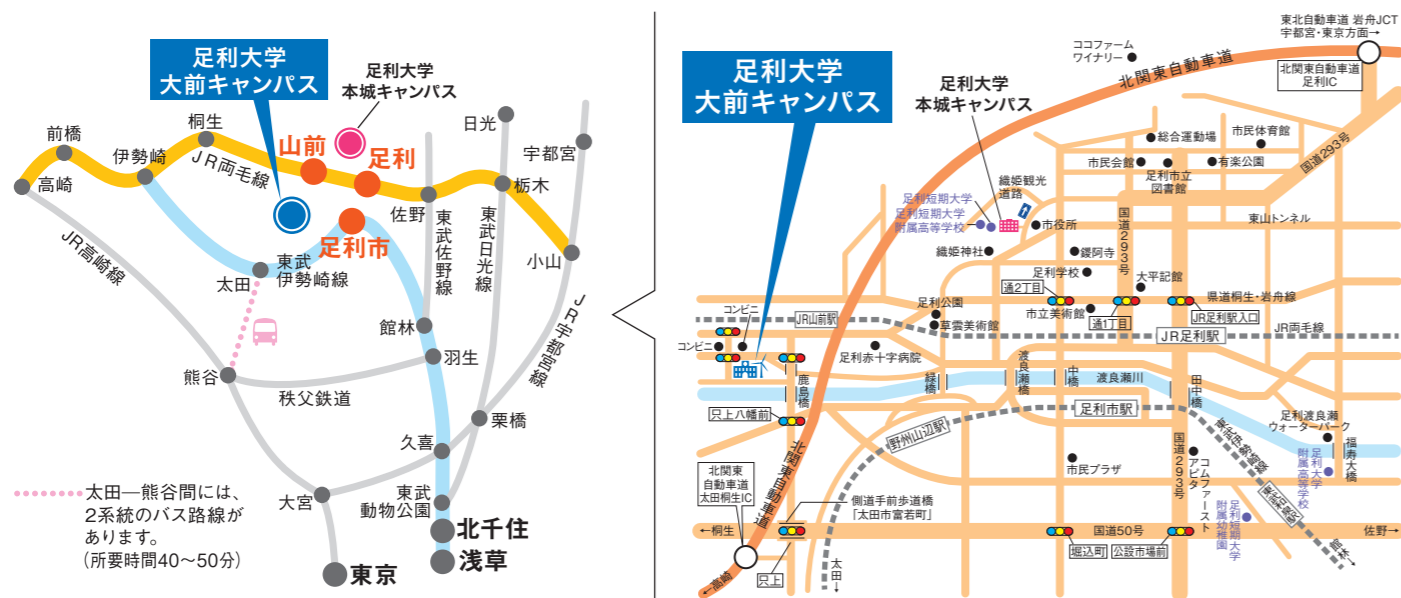 足利大学
大前キャンパス
足利大学
本城キャンパス
日光
宇都宮
桐生
前橋
伊勢崎
山前
足利
高崎
JR両毛線
佐野
栃木
足利市
小山
JR高崎線
太田
東武
伊勢崎線
東武佐野線
東武日光線
JR宇都宮線
館林
羽生
熊谷
秩父鉄道
栗橋
久喜
大宮
東武
動物公園
北千住
浅草
東京
太田―熊谷間には、
2系統のバス路線が
あります。
(所要時間40〜50分)
東北自動車道 岩舟JCT
宇都宮・東京方面→
ココファーム
ワイナリー
北関東自動車道
北関東自動車道
足利IC
足利大学
大前キャンパス
足利大学
本城キャンパス
総合運動場
市民体育館
国道293号
市民会館
有楽公園
足利市立
図書館
織姫観光
道路
足利短期大学
足利短期大学
附属高等学校
市役所
国道293号
東山トンネル
織姫神社
鑁阿寺
足利学校
大平記館
通2丁目
県道桐生・岩舟線
足利公園
コンビニ
JR山前駅
草雲美術館
市立美術館
通1丁目
JR足利駅入口
JR足利駅
JR両毛線
コンビニ
足利赤十字病院
鹿島橋
緑橋
渡良瀬橋
中橋
渡良瀬川
田中橋
只上八幡前
足利市駅
野州山辺駅
足利渡良瀬
ウォーターパーク
東武伊勢崎線
福寿大橋
足利大学
附属高等学校
国道293号
市民プラザ
アピタ
コムファースト
北関東
自動車道
太田桐生IC
北関東自動車道
側道手前歩道橋
「太田市富若町」
足利短期大学
附属幼稚園
←桐生
国道50号
佐野→
只上
堀込町
公設市場前
←高崎
太田→
館林→